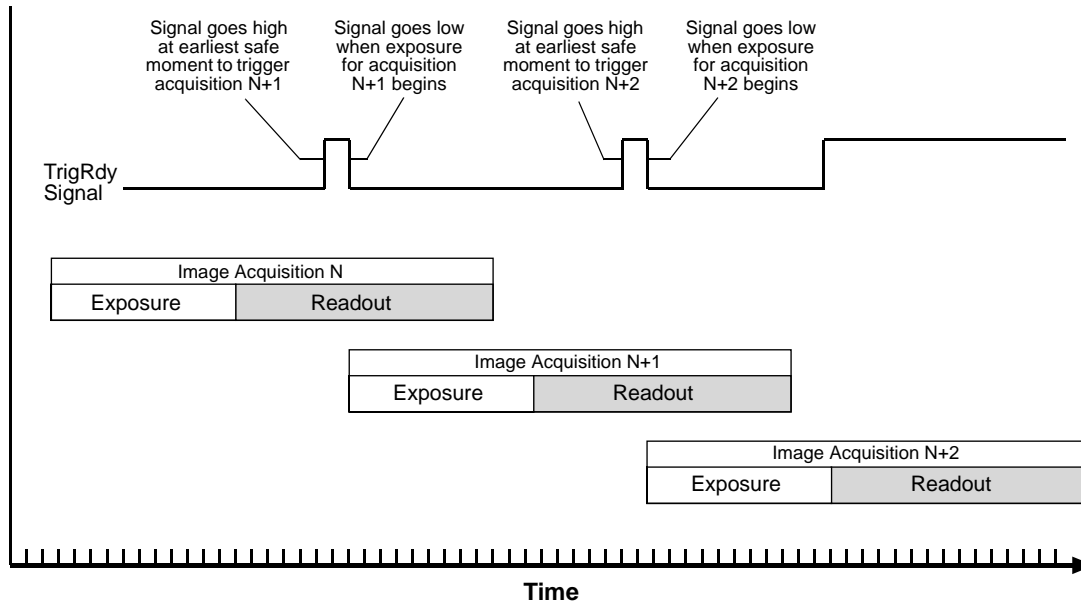 Signal goes high
at earliest safe
moment to trigger
acquisition N+1
Signal goes low
when exposure
for acquisition
N+1 begins
Signal goes high
at earliest safe
moment to trigger
acquisition N+2
Signal goes low
when exposure
for acquisition
N+2 begins
TrigRdy
Signal
Image Acquisition N
Exposure
Readout
Image Acquisition N+1
Exposure
Readout
Image Acquisition N+2
Exposure
Readout
Time